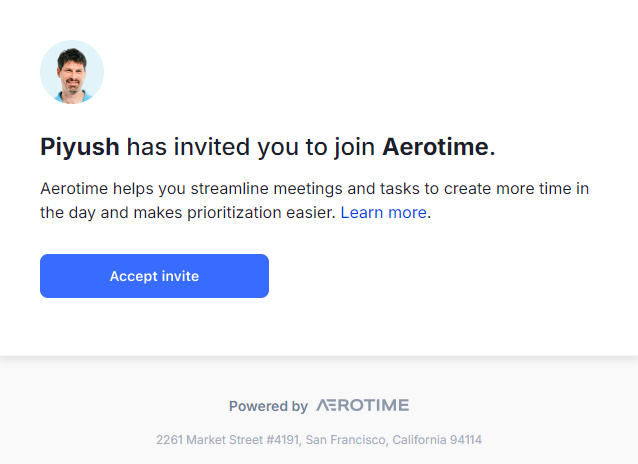 Piyush has invited you to join Aerotime.
Aerotime helps you streamline meetings and tasks to create more time in
the day and makes prioritization easier. Learn more.
Accept invite
Powered by AEROTIME
2261 Market Street #4191, San Francisco, California 94114